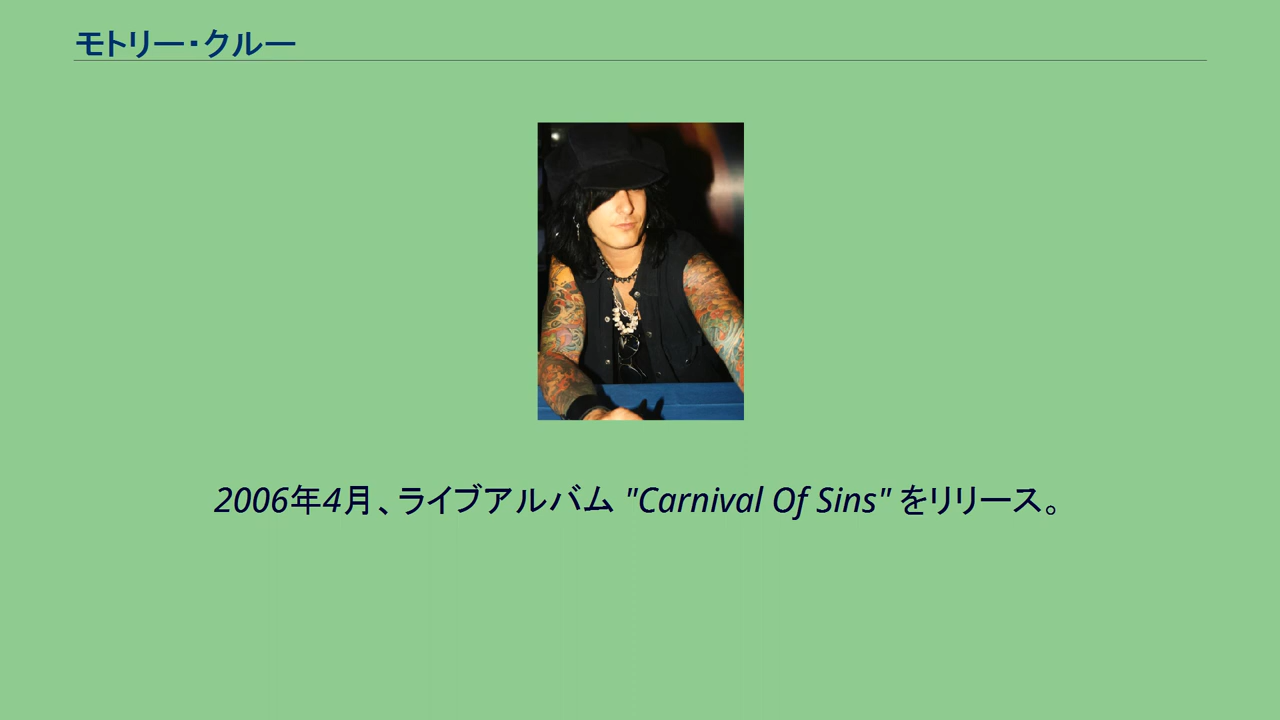 モトリー・クルー
2006年4月、ライブアルバム "Carnival Of Sins" をリリース。